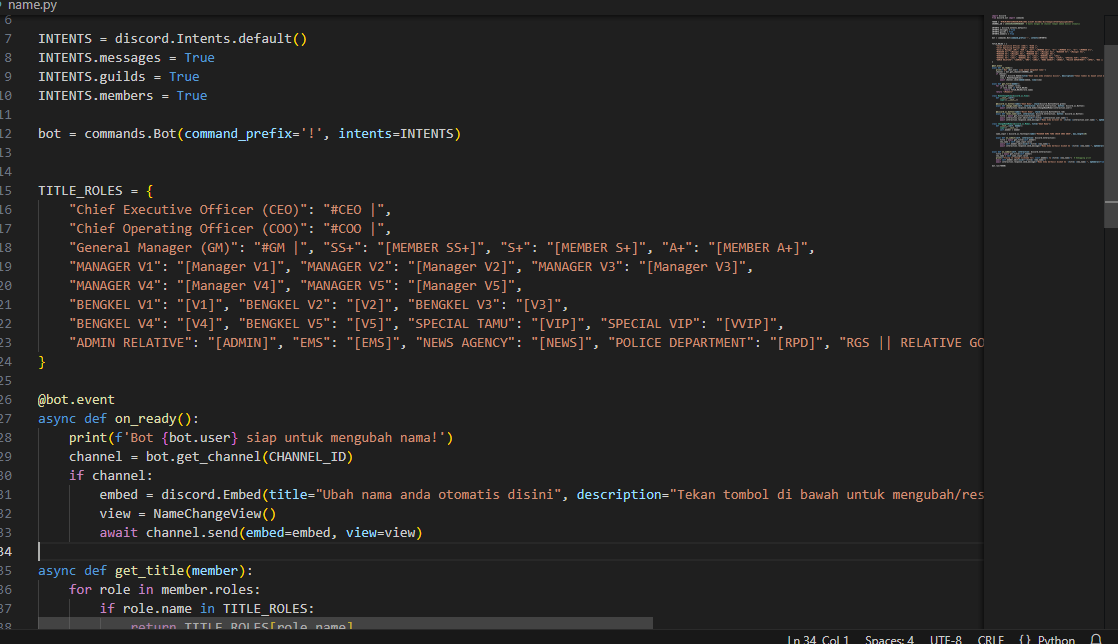 name.py
6
7 INTENTS = discord.Intents.default()
8 INTENTS.messages = True
9 INTENTS.guilds = True
10 INTENTS.members = True
11
12 bot = commands.Bot(command_prefix='!', intents=INTENTS)
13
14
15 TITLE_ROLES = {
16 "Chief Executive Officer (CEO)": "#CEO |",
17 "Chief Operating Officer (COO)": "#COO |",
18 "General Manager (GM)": "#GM |", "SS+": "[MEMBER SS+]", "S+": "[MEMBER S+]", "A+": "[MEMBER A+]",
19 "MANAGER V1": "[Manager V1]", "MANAGER V2": "[Manager V2]", "MANAGER V3": "[Manager V3]",
20 "MANAGER V4": "[Manager V4]", "MANAGER V5": "[Manager V5]",
21 "BENGKEL V1": "[V1]", "BENGKEL V2": "[V2]", "BENGKEL V3": "[V3]",
22 "BENGKEL V4": "[V4]", "BENGKEL V5": "[V5]", "SPECIAL TAMU": "[VIP]", "SPECIAL VIP": "[VVIP]",
23 "ADMIN RELATIVE": "[ADMIN]", "EMS": "[EMS]", "NEWS AGENCY": "[NEWS]", "POLICE DEPARTMENT": "[RPD]", "RGS || RELATIVE GO
24 }
25
26 @bot.event
27 async def on_ready():
28 print(f'Bot {bot.user} siap untuk mengubah nama!')
29 channel = bot.get_channel(CHANNEL_ID)
30 if channel:
31 embed = discord.Embed(title="Ubah nama anda otomatis disini", description="Tekan tombol di bawah untuk mengubah/res
32 view = NameChangeView()
33 await channel.send(embed=embed, view=view)
34
35 async def get_title(member):
36 for role in member.roles:
37 if role.name in TITLE_ROLES:
38 return TITLE_ROLES[role.name]
Ln 34, Col 1 Spaces: 4 UTF-8 CRLF {} Python